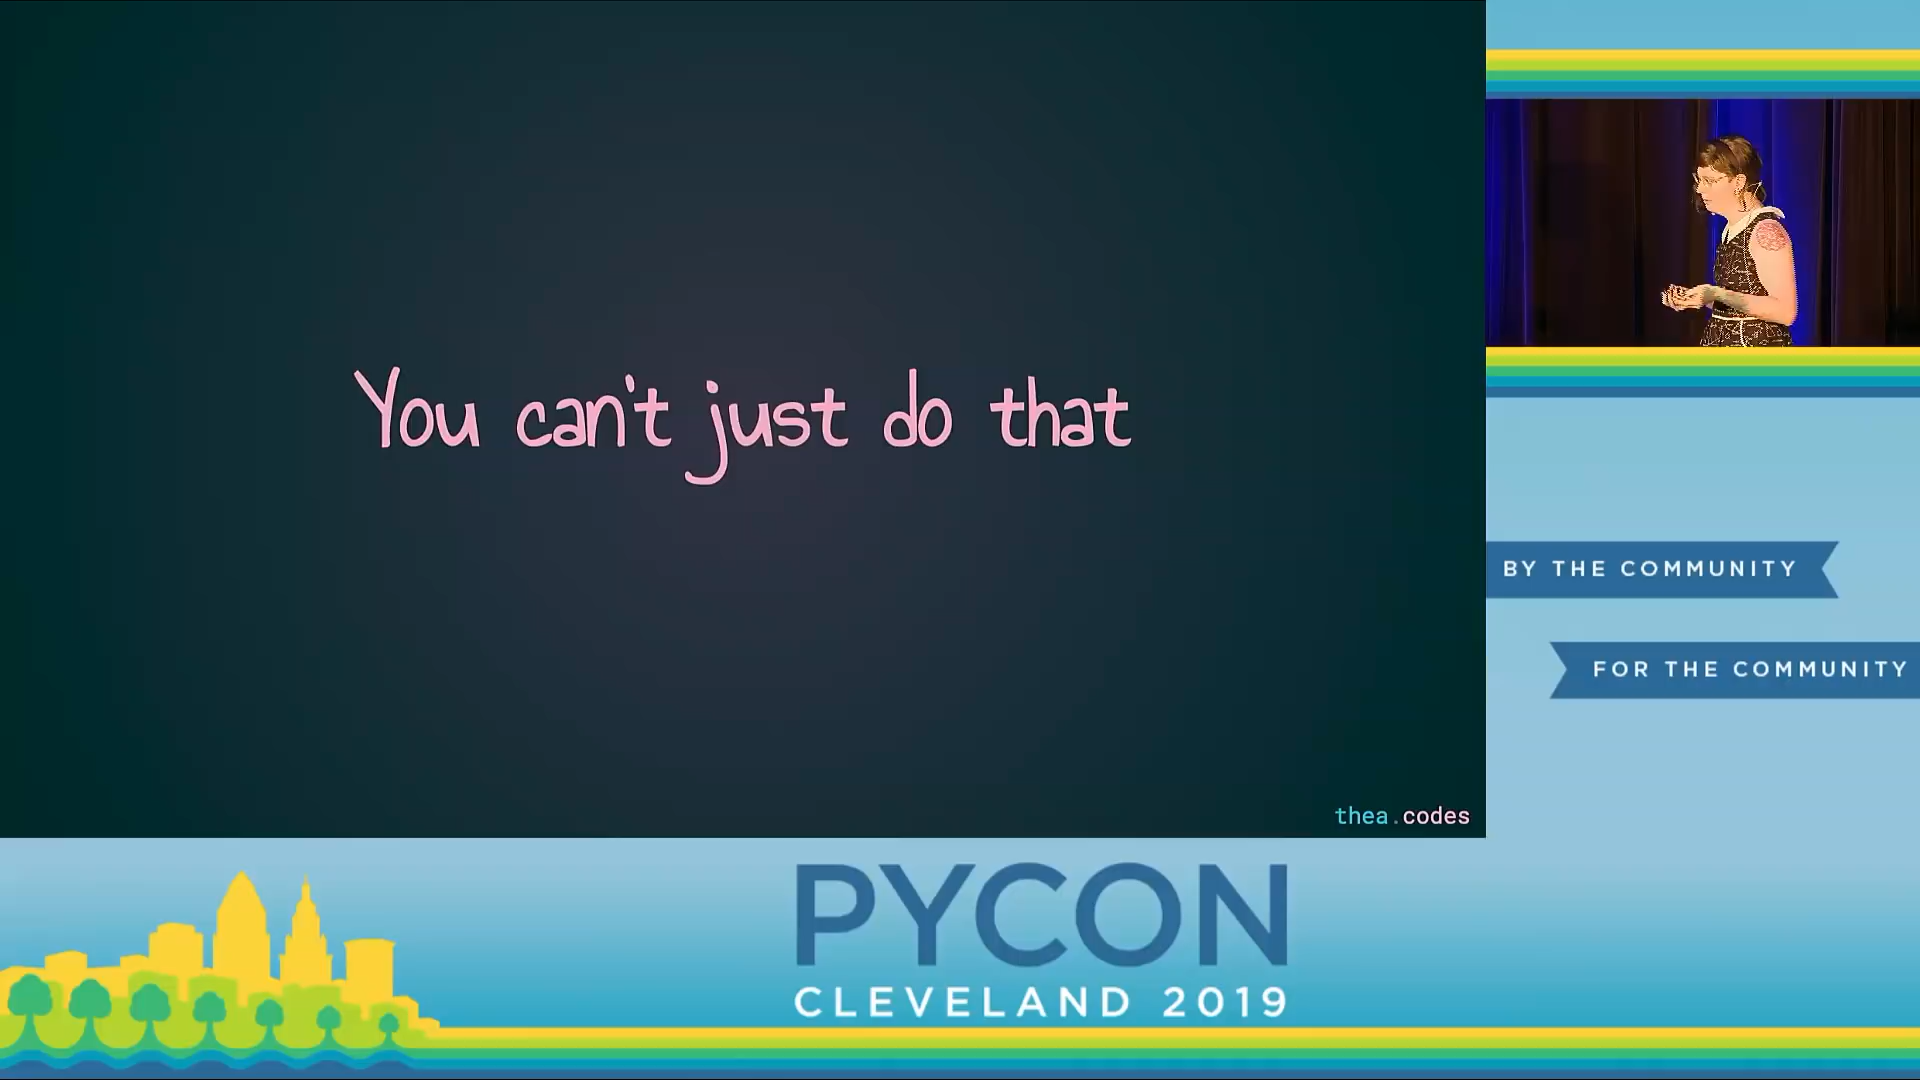 You can't just do that
thea.codes
BY THE COMMUNITY
FOR THE COMMUNITY
PYCON
CLEVELAND 2019